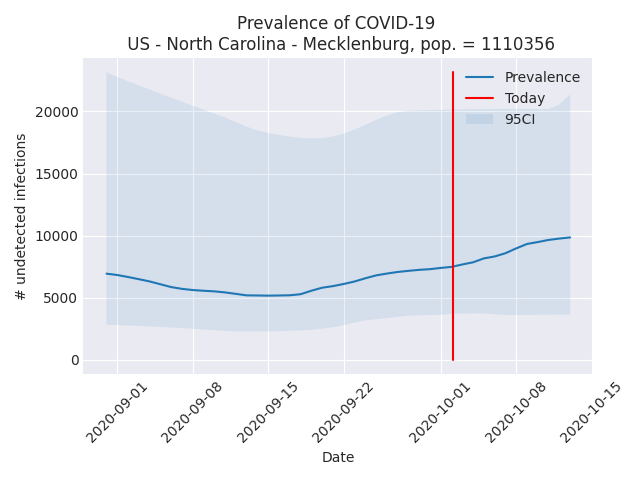 Prevalence of COVID-19
US - North Carolina - Mecklenburg, pop. = 1110356
Prevalence
Today
95CI
20000
15000
10000
5000
0
# undetected infections
2020-09-01
2020-09-08
2020-09-15
2020-09-22
2020-10-01
2020-10-08
2020-10-15
Date